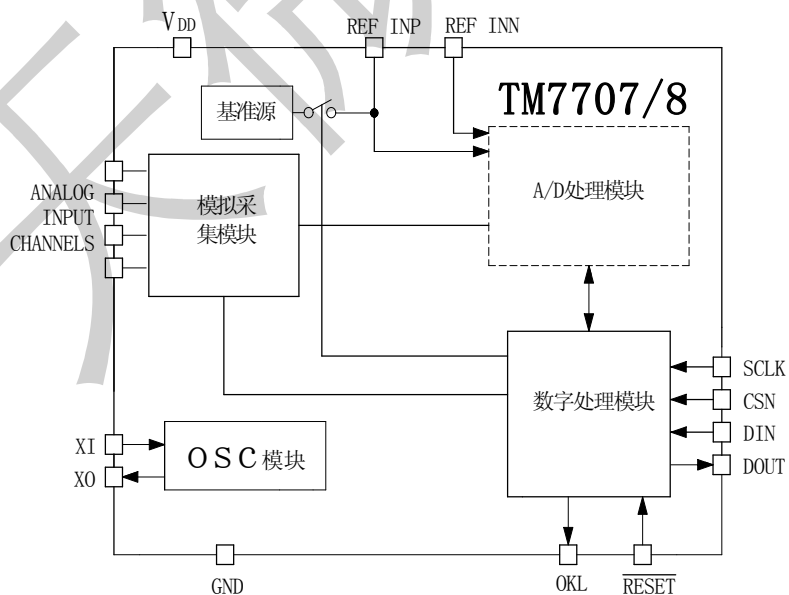 VDD
REF INP
REF INN
TM7707/8
基准源
A/D处理模块
ANALOG
INPUT
CHANNELS
模拟采
集模块
数字处理模块
SCLK
CSN
DIN
DOUT
XI
XO
OSC模块
GND
OKL
RESET